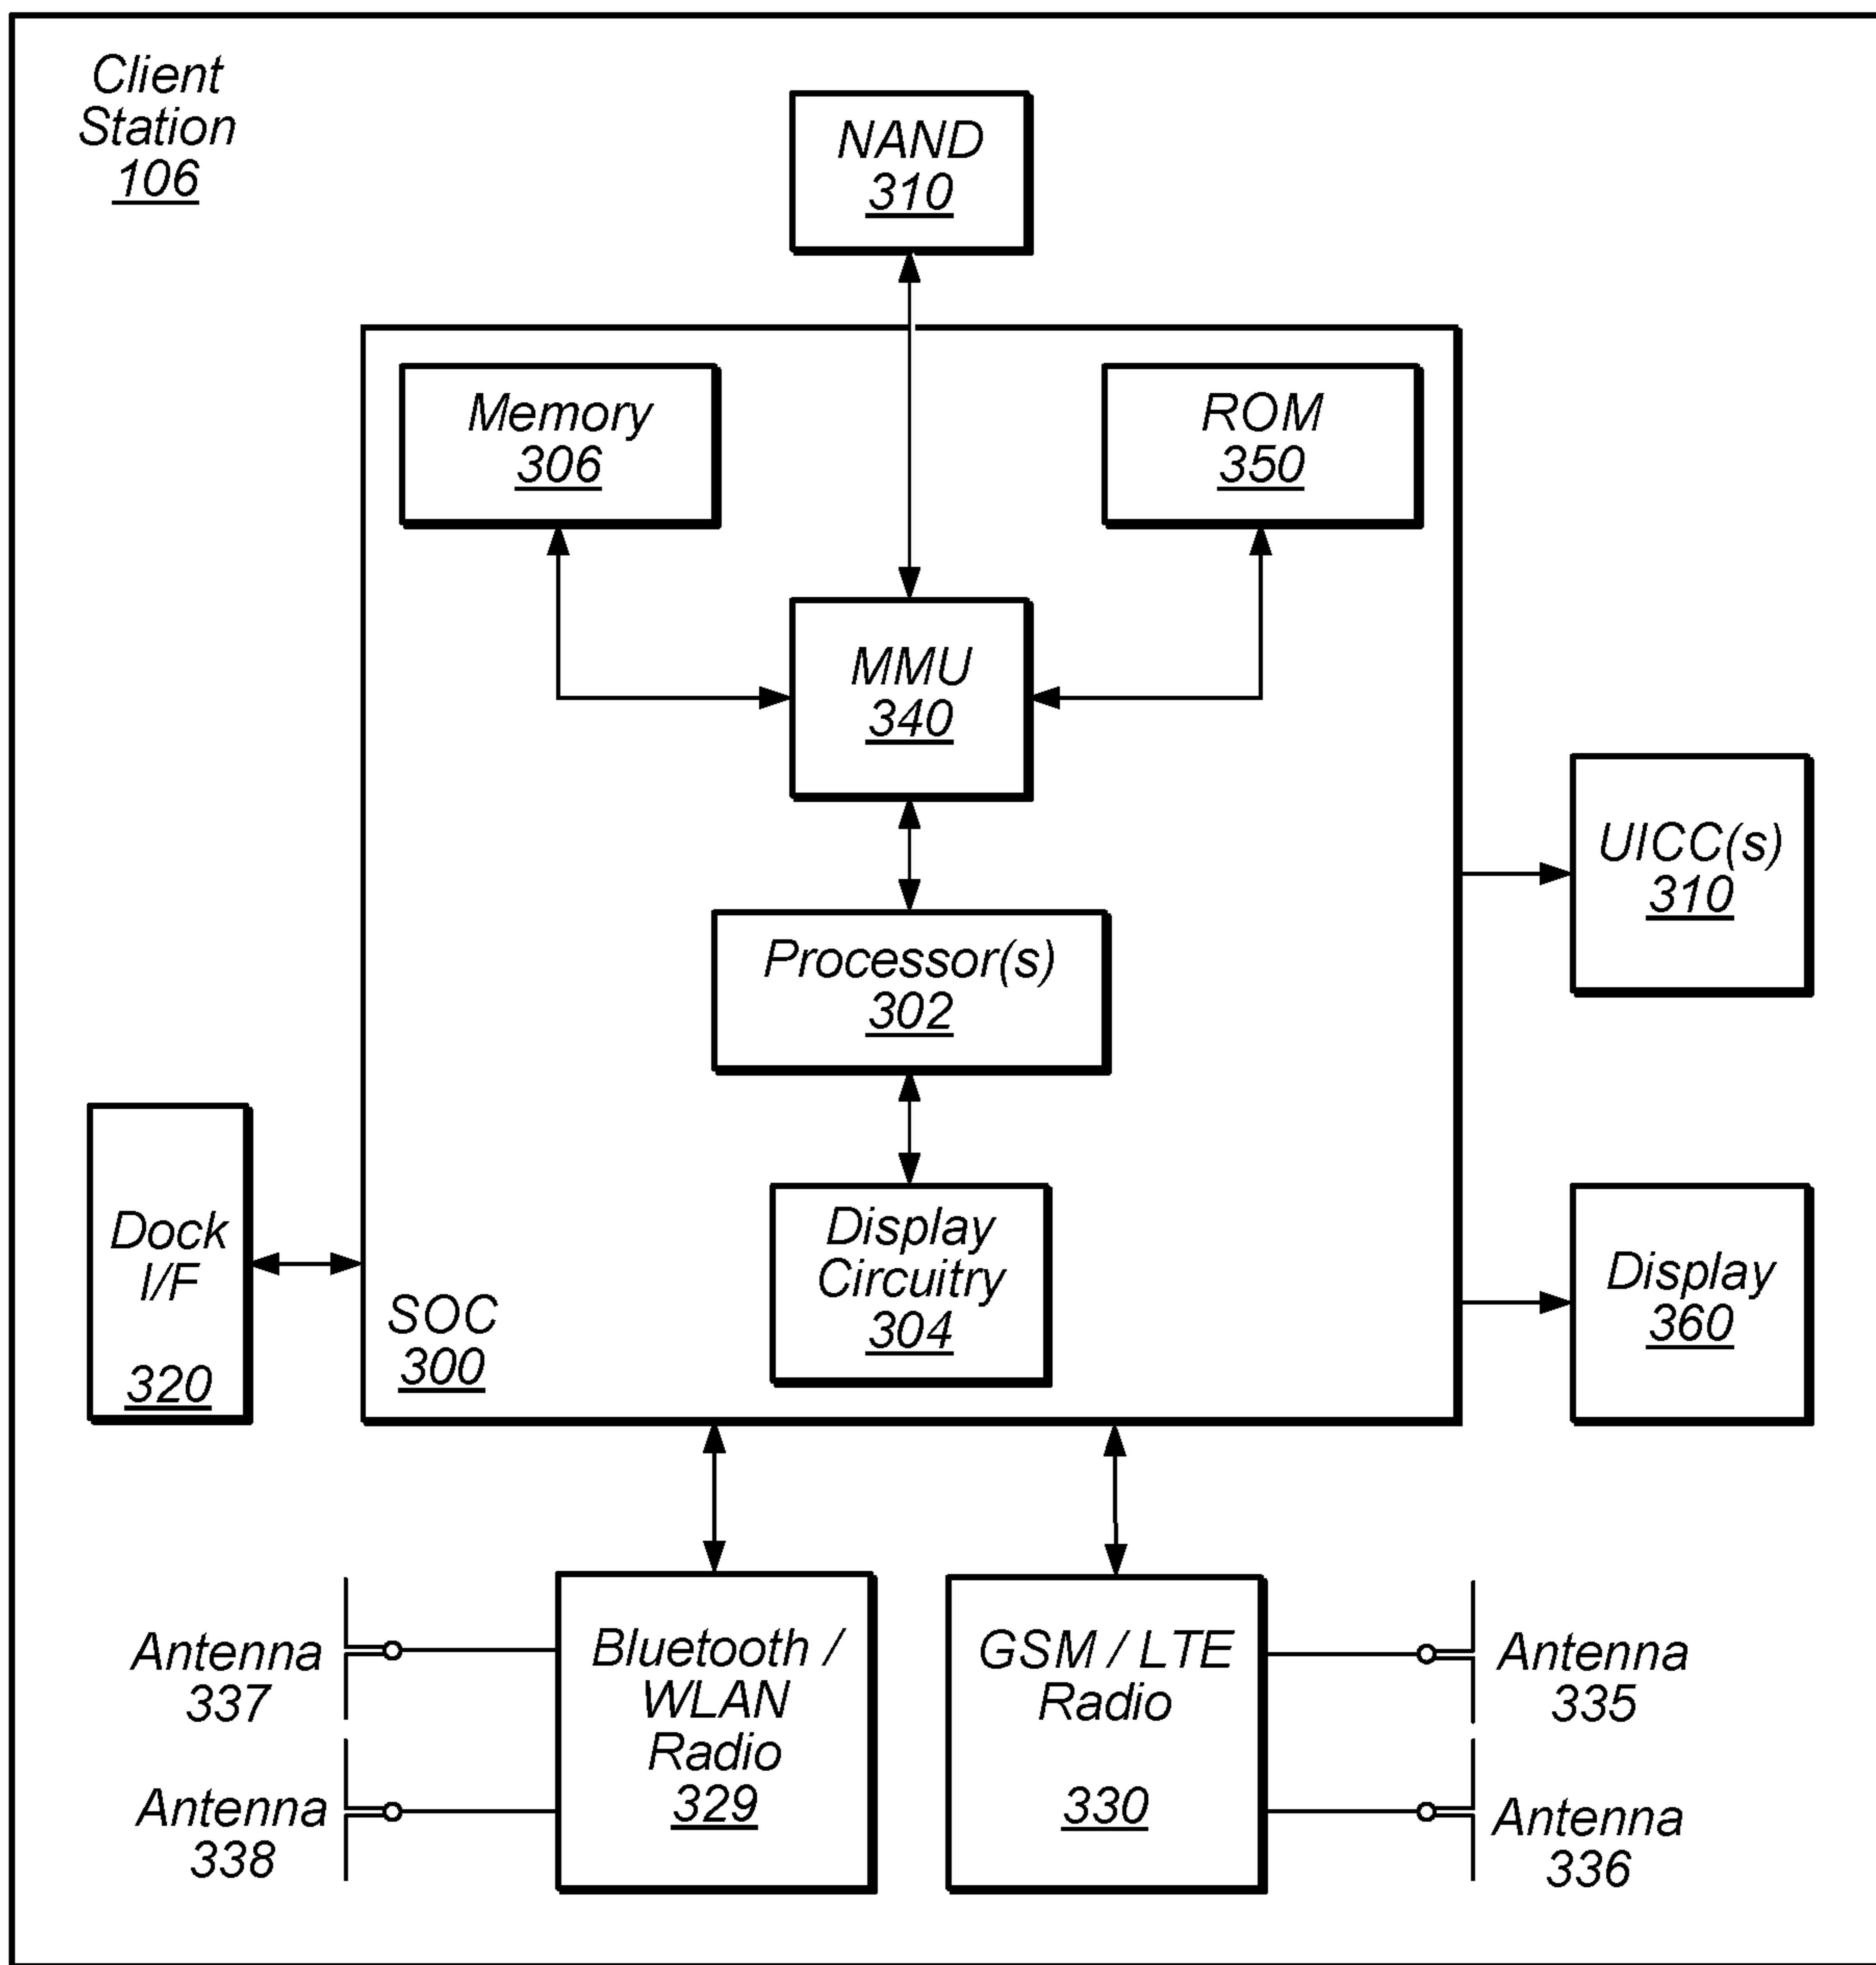 Client
Station
106
NAND
310
Memory
306
ROM
350
MMU
340
UICC(s)
310
Processor(s)
302
Dock
I/F
320
Display
Circuitry
304
SOC
300
Display
360
Antenna
337
Antenna
338
Bluetooth /
WLAN
Radio
329
GSM / LTE
Radio
330
Antenna
335
Antenna
336